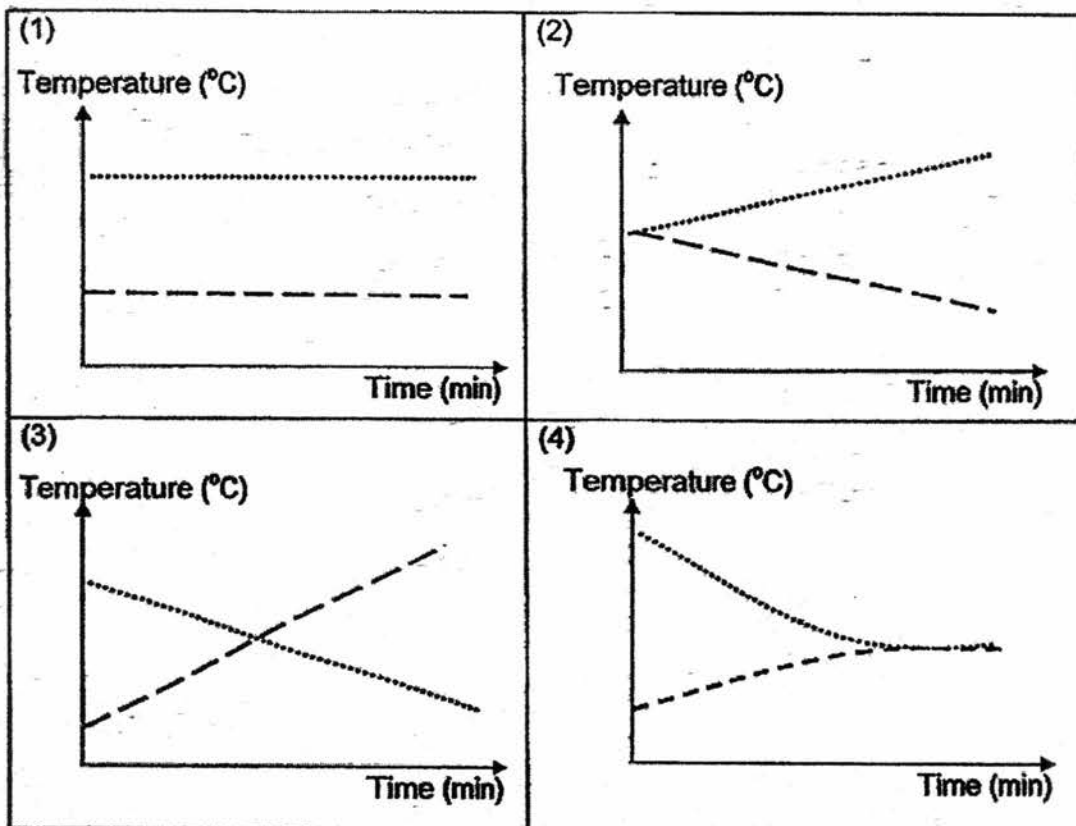 (1)
Temperature (°C)
Time (min)
(2)
Temperature (°C)
Time (min)
(3)
Temperature (°C)
Time (min)
(4)
Temperature (°C)
Time (min)